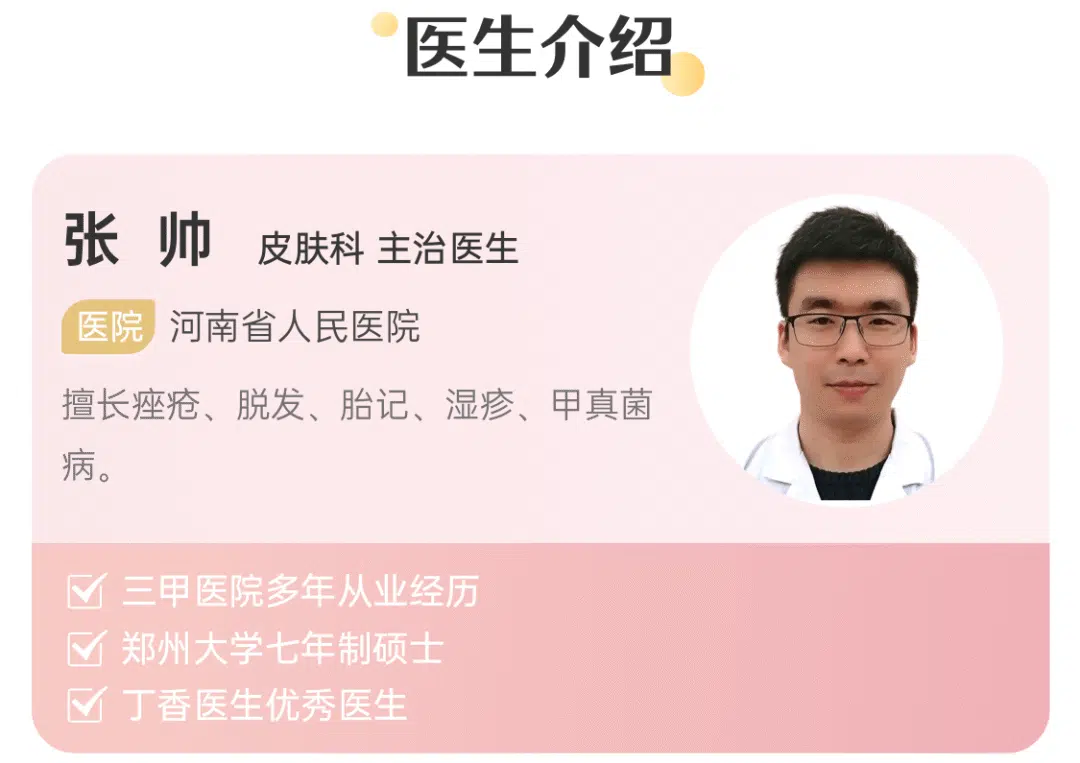 医生介绍
张 帅 皮肤科 主治医生
医院 河南省人民医院
擅长痤疮、脱发、胎记、湿疹、甲真菌
病。
三甲医院多年从业经历
郑州大学七年制硕士
丁香医生优秀医生